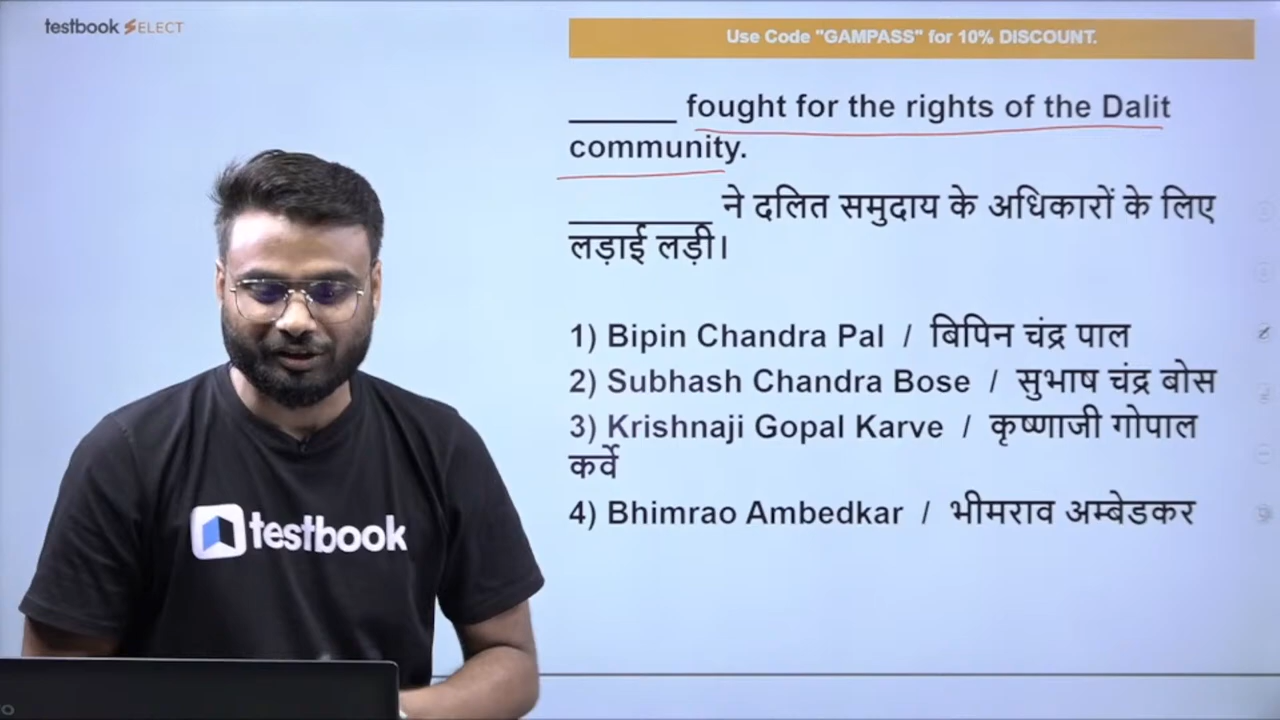 testbook SELECT
Use Code "GAMPASS" for 10% DISCOUNT.
______ fought for the rights of the Dalit
community.
________ ने दलित समुदाय के अधिकारों के लिए
लड़ाई लड़ी।
1) Bipin Chandra Pal / बिपिन चंद्र पाल
2) Subhash Chandra Bose / सुभाष चंद्र बोस
3) Krishnaji Gopal Karve / कृष्णाजी गोपाल
कर्वे
4) Bhimrao Ambedkar / भीमराव अम्बेडकर
testbook